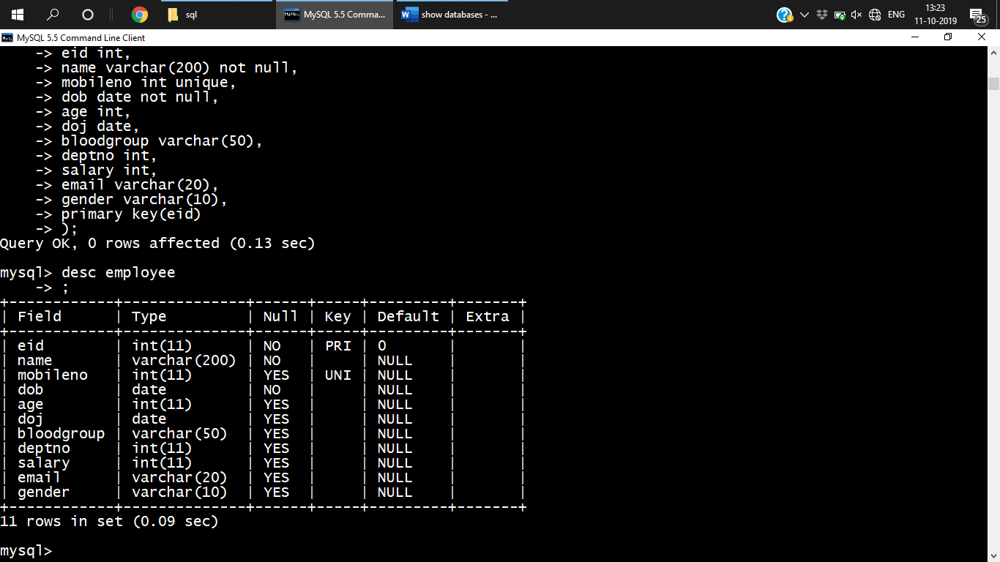 sql
MySQL 5.5 Comma...
show databases - ...
ENG
13:23
11-10-2019
25
MySQL 5.5 Command Line Client
-> eid int,
-> name varchar(200) not null,
-> mobileno int unique,
-> dob date not null,
-> age int,
-> doj date,
-> bloodgroup varchar(50),
-> deptno int,
-> salary int,
-> email varchar(20),
-> gender varchar(10),
-> primary key(eid)
-> );
Query OK, 0 rows affected (0.13 sec)
mysql> desc employee
-> ;
+------------+--------------+------+-----+---------+-------+
| Field      | Type         | Null | Key | Default | Extra |
+------------+--------------+------+-----+---------+-------+
| eid        | int(11)      | NO   | PRI | 0       |       |
| name       | varchar(200) | NO   |     | NULL    |       |
| mobileno   | int(11)      | YES  | UNI | NULL    |       |
| dob        | date         | NO   |     | NULL    |       |
| age        | int(11)      | YES  |     | NULL    |       |
| doj        | date         | YES  |     | NULL    |       |
| bloodgroup | varchar(50)  | YES  |     | NULL    |       |
| deptno     | int(11)      | YES  |     | NULL    |       |
| salary     | int(11)      | YES  |     | NULL    |       |
| email      | varchar(20)  | YES  |     | NULL    |       |
| gender     | varchar(10)  | YES  |     | NULL    |       |
+------------+--------------+------+-----+---------+-------+
11 rows in set (0.09 sec)
mysql>